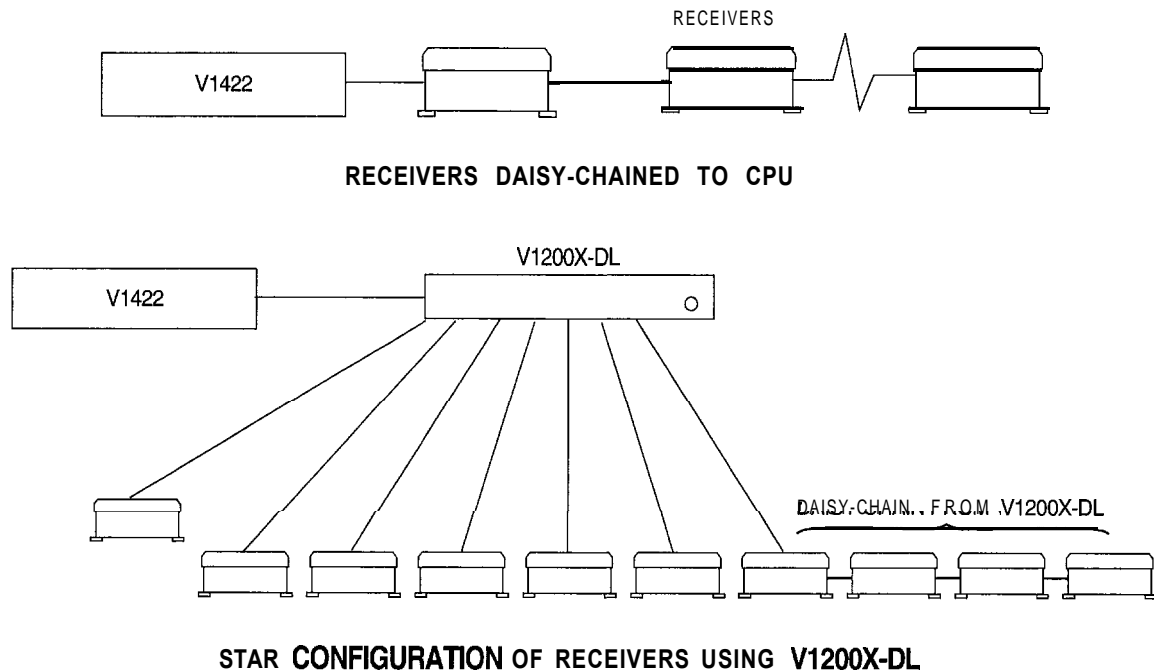 RECEIVERS
V1422
RECEIVERS DAISY-CHAINED TO CPU
V1200X-DL
V1422
DAISY-CHAIN FROM V1200X-DL
STAR CONFIGURATION OF RECEIVERS USING V1200X-DL